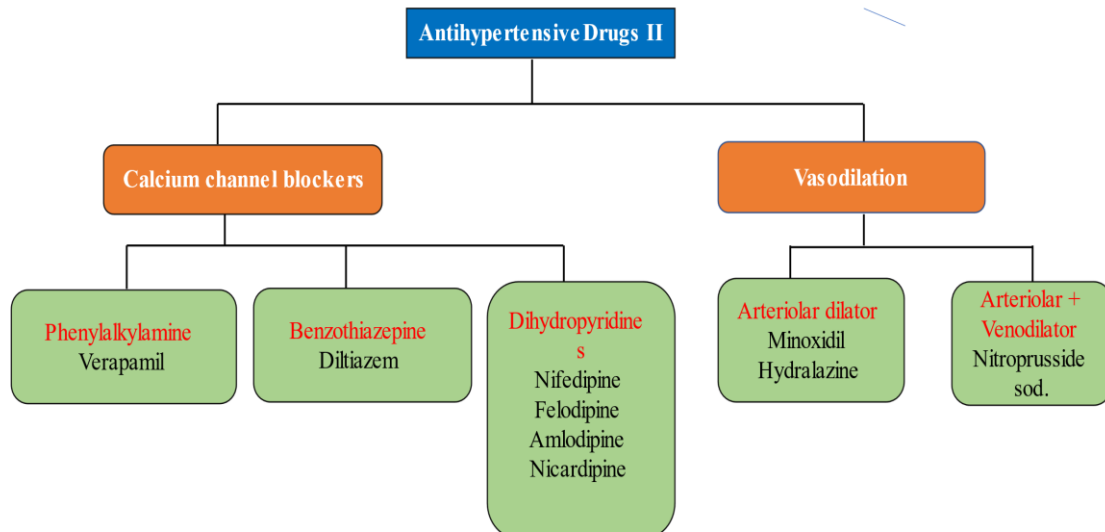 Antihypertensive Drugs II
Calcium channel blockers
Vasodilation
Phenylalkylamine
Verapamil
Benzothiazepine
Diltiazem
Dihydropyridine
s
Nifedipine
Felodipine
Amlodipine
Nicardipine
Arteriolar dilator
Minoxidil
Hydralazine
Arteriolar +
Venodilator
Nitroprusside
sod.